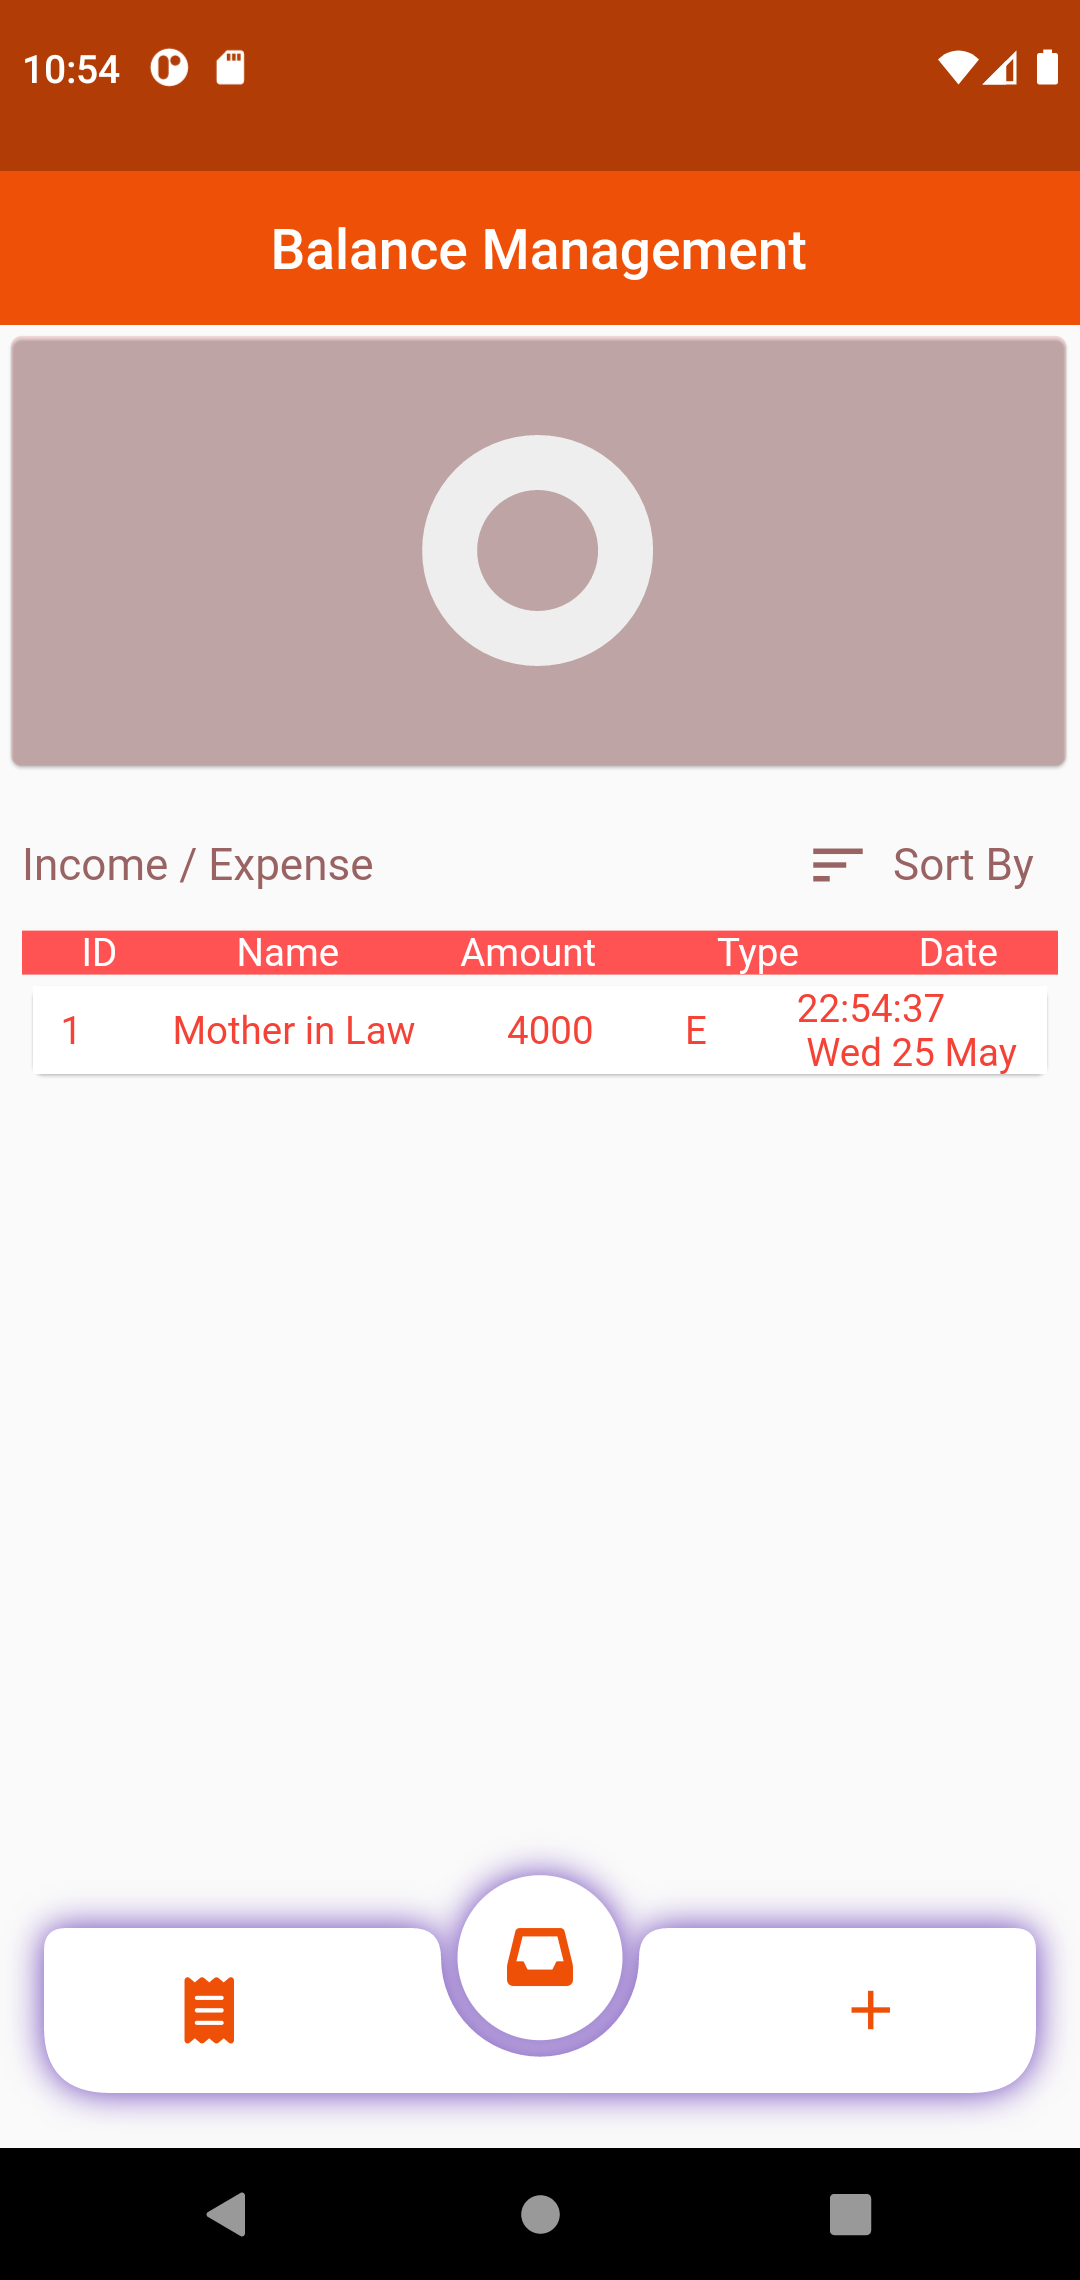 10:54
Balance Management
Income / Expense Sort By
ID Name Amount Type Date
1 Mother in Law 4000 E 22:54:37
Wed 25 May